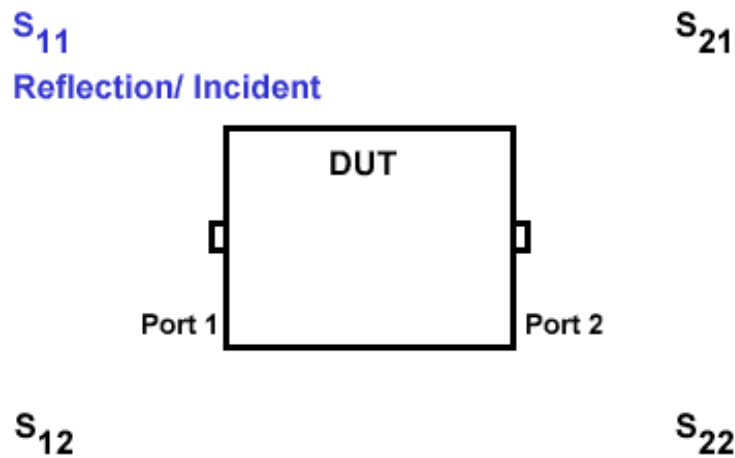 S11 S21
Reflection/ Incident
DUT
Port 1 Port 2
S12 S22